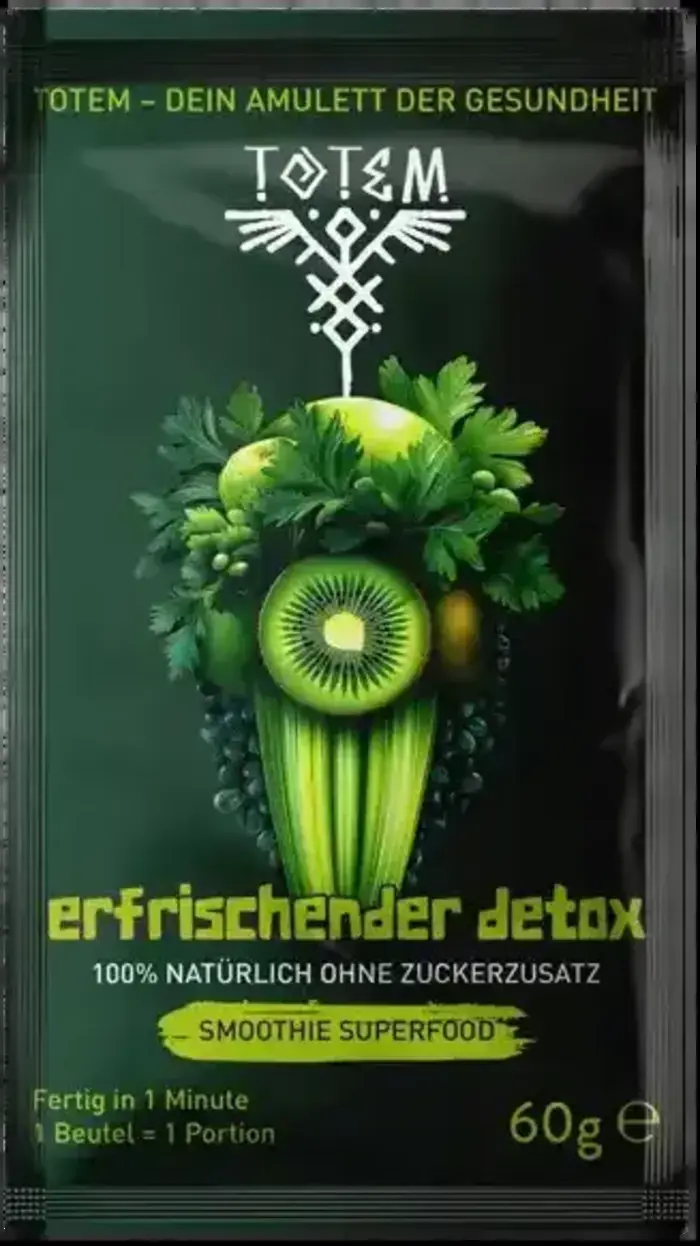 TOTEM – DEIN AMULETT DER GESUNDHEIT
TOTEM
erfrischender detox
100% NATÜRLICH OHNE ZUCKERZUSATZ
SMOOTHIE SUPERFOOD
Fertig in 1 Minute
1 Beutel = 1 Portion
60g ℮